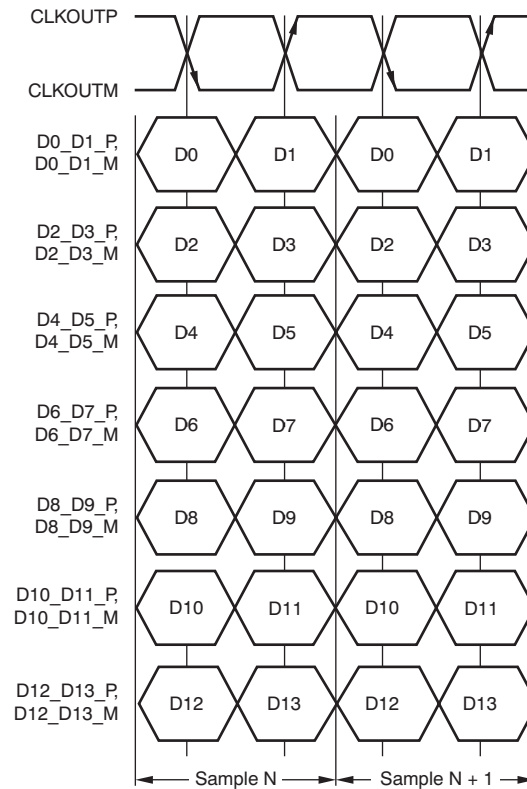 CLKOUTP
CLKOUTM
D0_D1_P,
D0_D1_M
D0 D1 D0 D1
D2_D3_P,
D2_D3_M
D2 D3 D2 D3
D4_D5_P,
D4_D5_M
D4 D5 D4 D5
D6_D7_P,
D6_D7_M
D6 D7 D6 D7
D8_D9_P,
D8_D9_M
D8 D9 D8 D9
D10_D11_P,
D10_D11_M
D10 D11 D10 D11
D12_D13_P,
D12_D13_M
D12 D13 D12 D13
Sample N Sample N + 1